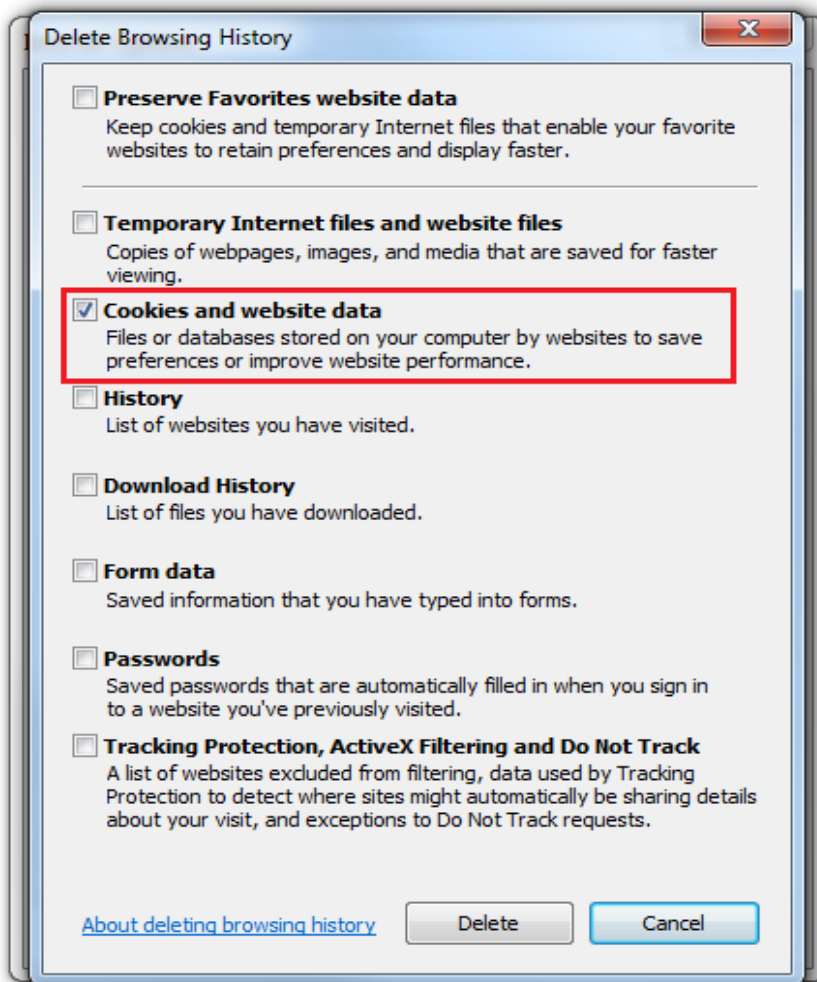 Delete Browsing History
Preserve Favorites website data
Keep cookies and temporary Internet files that enable your favorite
websites to retain preferences and display faster.
Temporary Internet files and website files
Copies of webpages, images, and media that are saved for faster
viewing.
Cookies and website data
Files or databases stored on your computer by websites to save
preferences or improve website performance.
History
List of websites you have visited.
Download History
List of files you have downloaded.
Form data
Saved information that you have typed into forms.
Passwords
Saved passwords that are automatically filled in when you sign in
to a website you've previously visited.
Tracking Protection, ActiveX Filtering and Do Not Track
A list of websites excluded from filtering, data used by Tracking
Protection to detect where sites might automatically be sharing details
about your visit, and exceptions to Do Not Track requests.
About deleting browsing history Delete Cancel